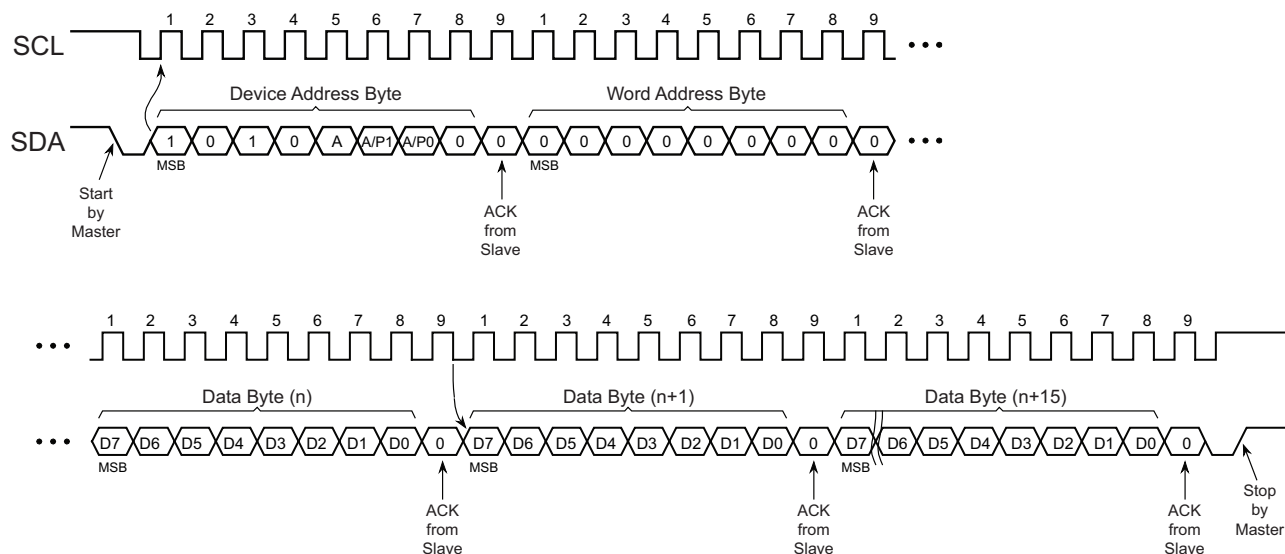 1 2 3 4 5 6 7 8 9 1 2 3 4 5 6 7 8 9
SCL
•••
Device Address Byte Word Address Byte
SDA
1 0 1 0 A A/P1 A/P0 0 0 0 0 0 0 0 0 0 0 0
•••
MSB MSB
Start
by
Master
ACK
from
Slave
ACK
from
Slave
1 2 3 4 5 6 7 8 9 1 2 3 4 5 6 7 8 9 1 2 3 4 5 6 7 8 9
•••
Data Byte (n) Data Byte (n+1) Data Byte (n+15)
•••
D7 D6 D5 D4 D3 D2 D1 D0 0 D7 D6 D5 D4 D3 D2 D1 D0 0 D7 D6 D5 D4 D3 D2 D1 D0 0
MSB MSB MSB
ACK
from
Slave
ACK
from
Slave
ACK
from
Slave
Stop
by
Master